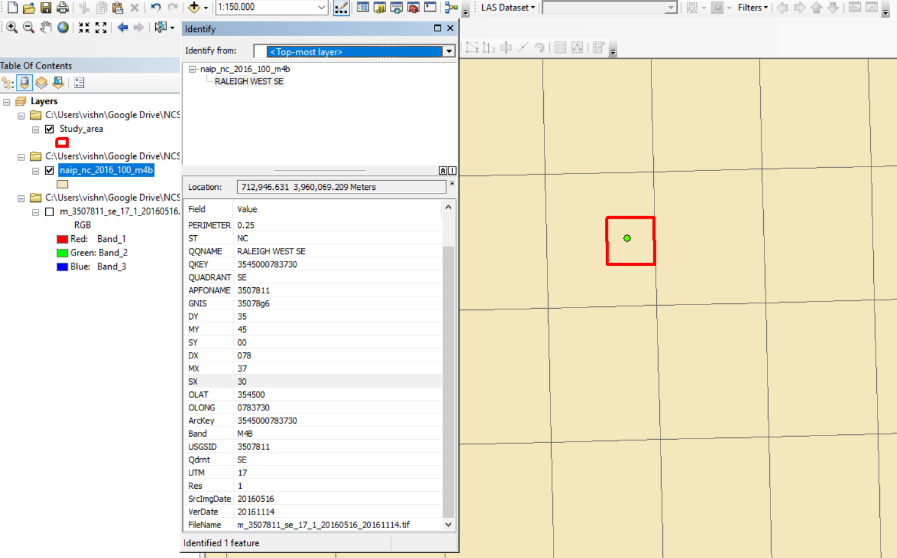 1:150,000
LAS Dataset
Filters
Identify
Identify from:
<Top-most layer>
Table Of Contents
naip_nc_2016_100_m4b
RALEIGH WEST SE
Layers
C:\Users\vishn\Google Drive\NCS
Study_area
C:\Users\vishn\Google Drive\NCS
naip_nc_2016_100_m4b
C:\Users\vishn\Google Drive\NCS
m_3507811_se_17_1_20160516.
RGB
Red: Band_1
Green: Band_2
Blue: Band_3
Location:
712,946.631 3,960,069.209 Meters
Field Value
PERIMETER 0.25
ST NC
QQNAME RALEIGH WEST SE
QKEY 3545000783730
QUADRANT SE
APFONAME 3507811
GNIS 35078g6
DY 35
MY 45
SY 00
DX 078
MX 37
SX 30
OLAT 354500
OLONG 0783730
ArcKey 3545000783730
Band M4B
USGSID 3507811
Qdrnt SE
UTM 17
Res 1
SrcImgDate 20160516
VerDate 20161114
FileName m_3507811_se_17_1_20160516_20161114.tif
Identified 1 feature